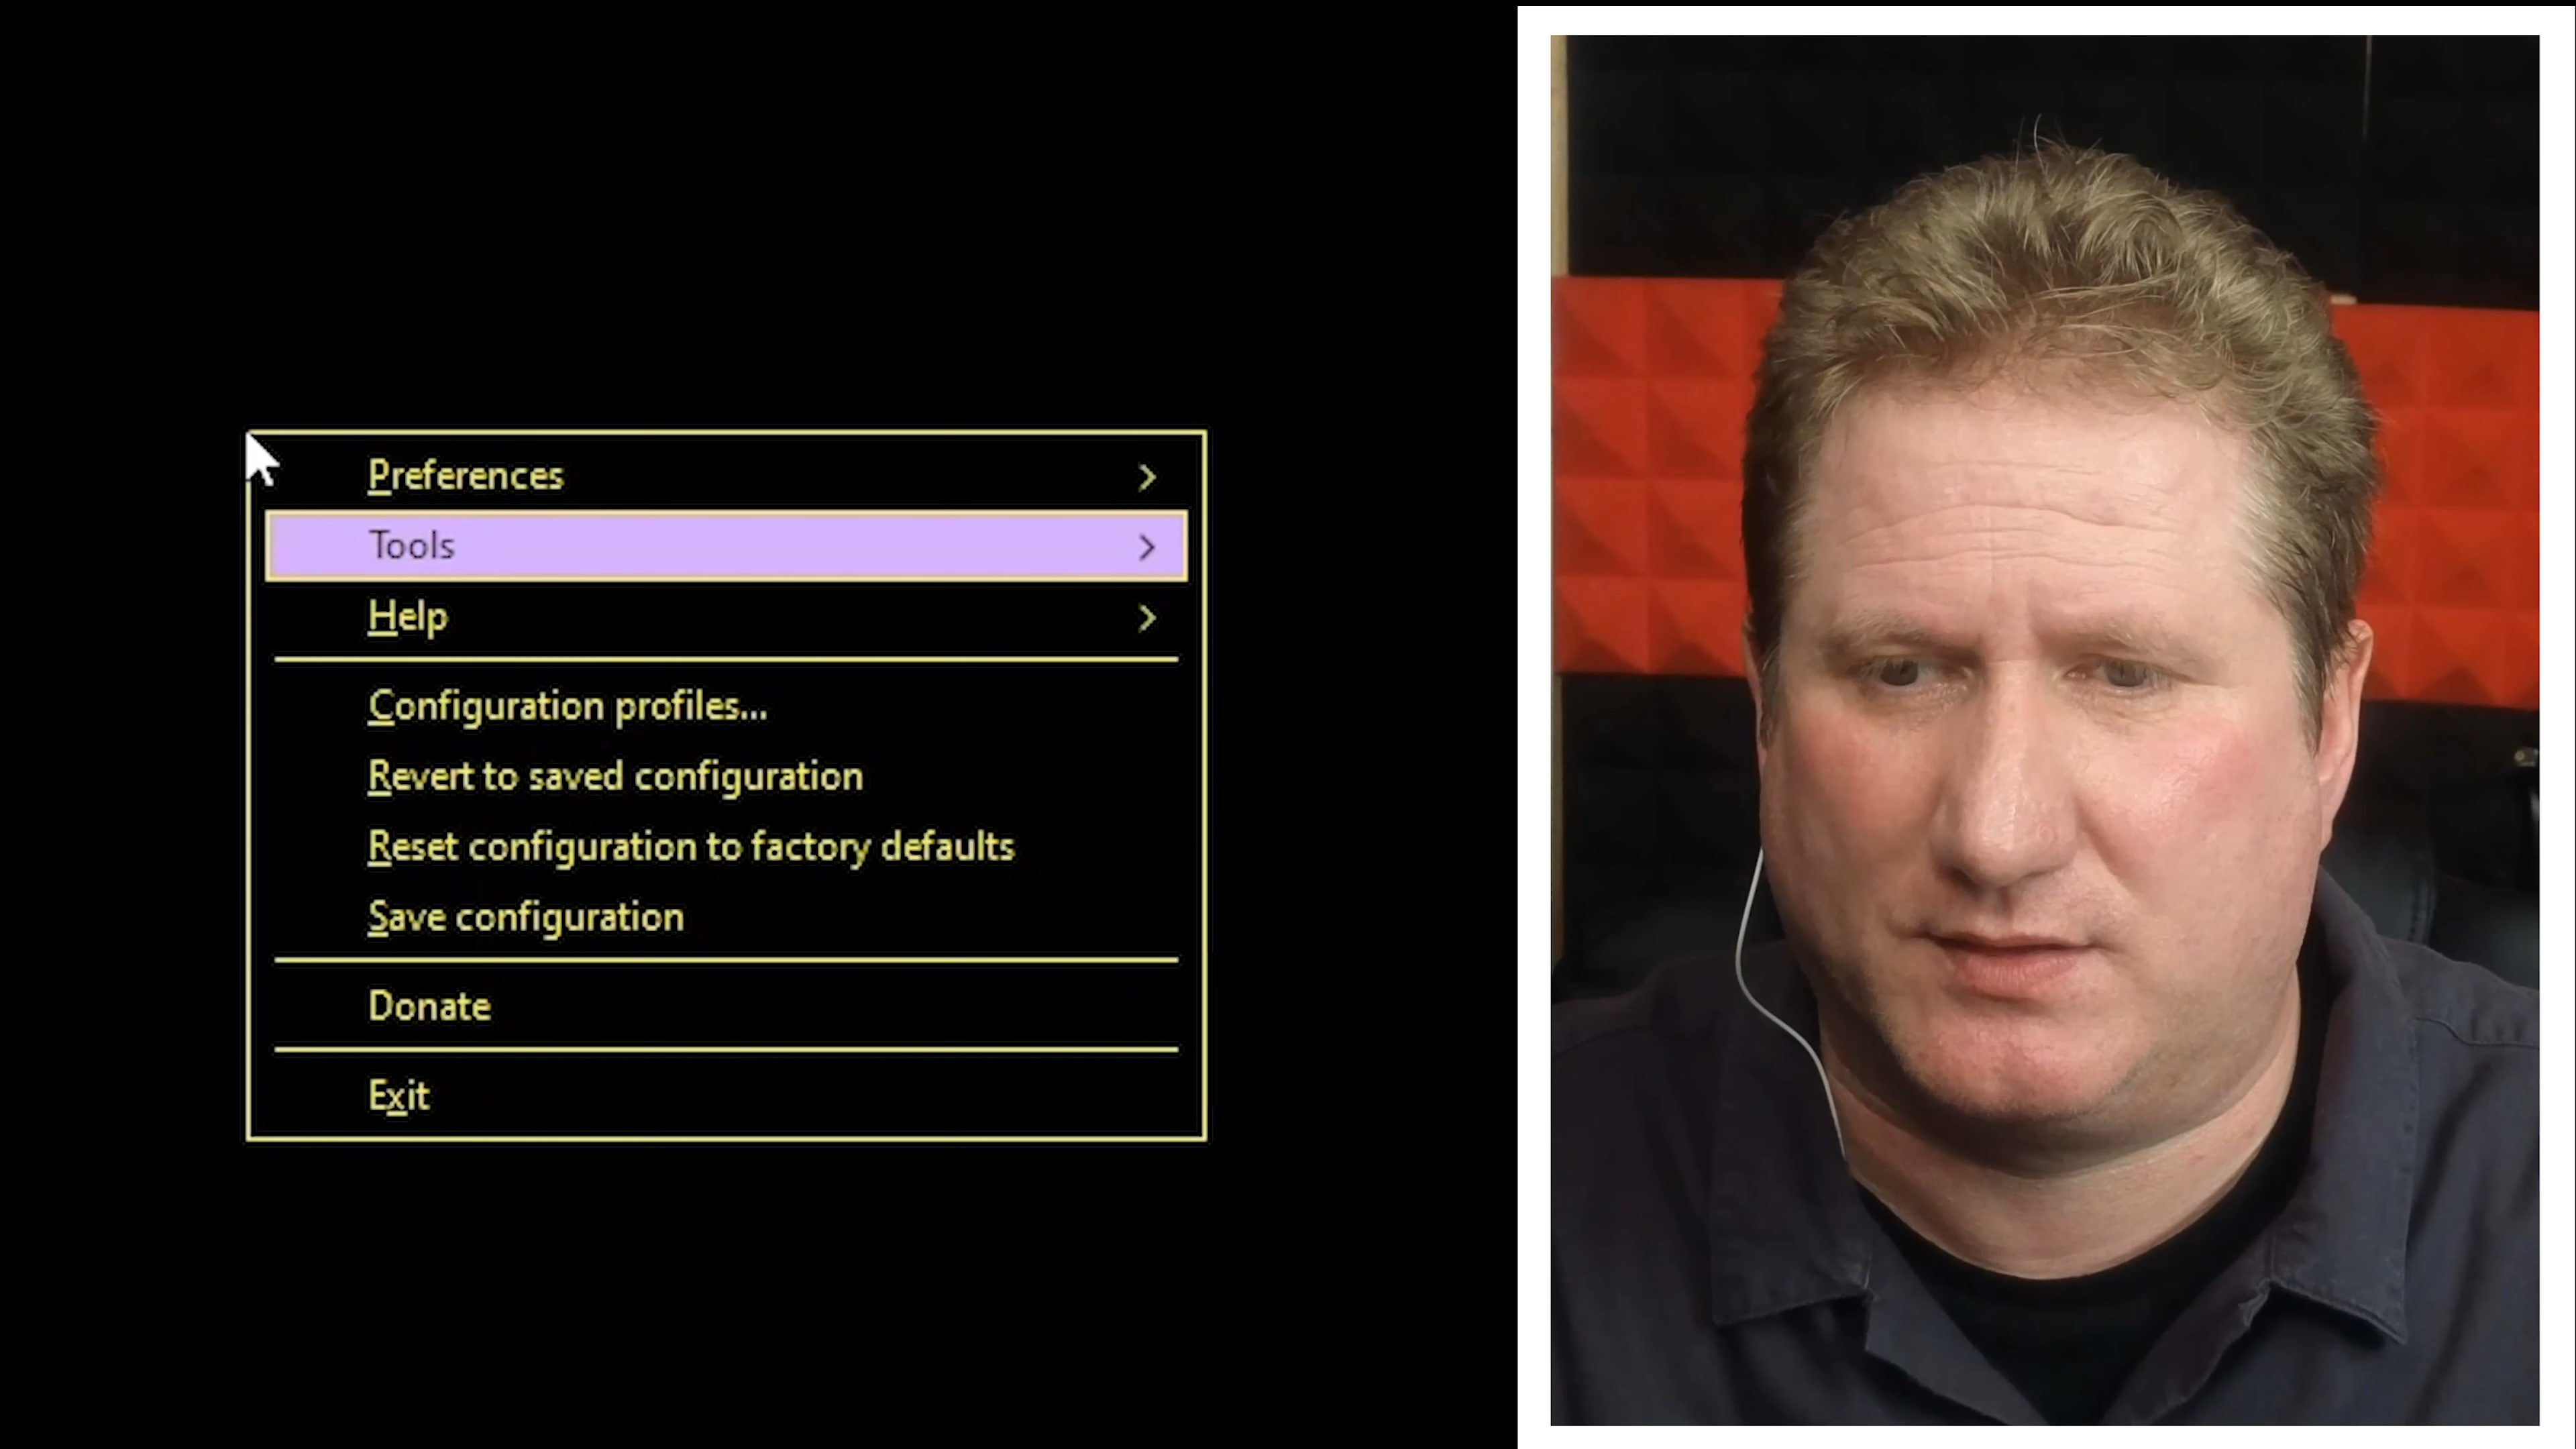 Preferences
Tools
Help
Configuration profiles...
Revert to saved configuration
Reset configuration to factory defaults
Save configuration
Donate
Exit